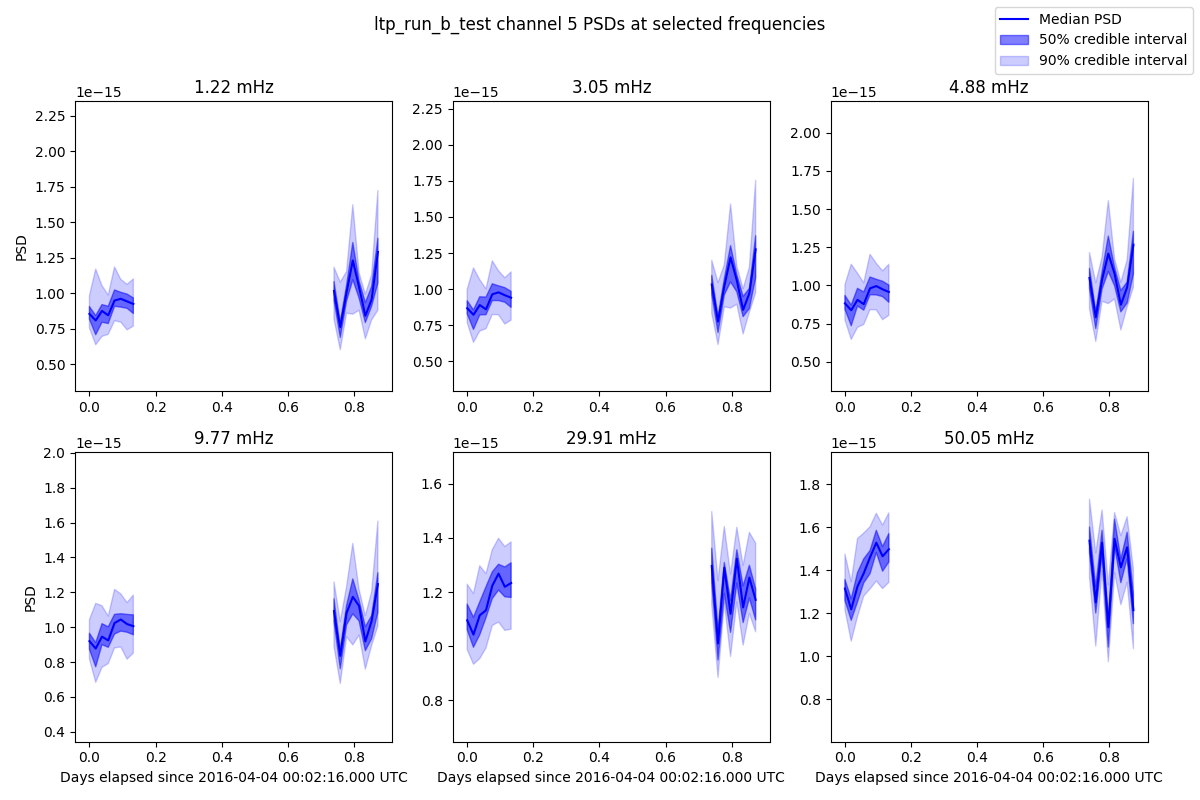 ltp_run_b_test channel 5 PSDs at selected frequencies
Median PSD
50% credible interval
90% credible interval
1.22 mHz
1e−15
2.25
2.00
1.75
1.50
1.25
1.00
0.75
0.50
PSD
0.0 0.2 0.4 0.6 0.8
3.05 mHz
1e−15
2.25
2.00
1.75
1.50
1.25
1.00
0.75
0.50
0.0 0.2 0.4 0.6 0.8
4.88 mHz
1e−15
2.00
1.75
1.50
1.25
1.00
0.75
0.50
0.0 0.2 0.4 0.6 0.8
9.77 mHz
1e−15
2.0
1.8
1.6
1.4
1.2
1.0
0.8
0.6
0.4
PSD
0.0 0.2 0.4 0.6 0.8
Days elapsed since 2016-04-04 00:02:16.000 UTC
29.91 mHz
1e−15
1.6
1.4
1.2
1.0
0.8
0.0 0.2 0.4 0.6 0.8
Days elapsed since 2016-04-04 00:02:16.000 UTC
50.05 mHz
1e−15
1.8
1.6
1.4
1.2
1.0
0.8
0.0 0.2 0.4 0.6 0.8
Days elapsed since 2016-04-04 00:02:16.000 UTC